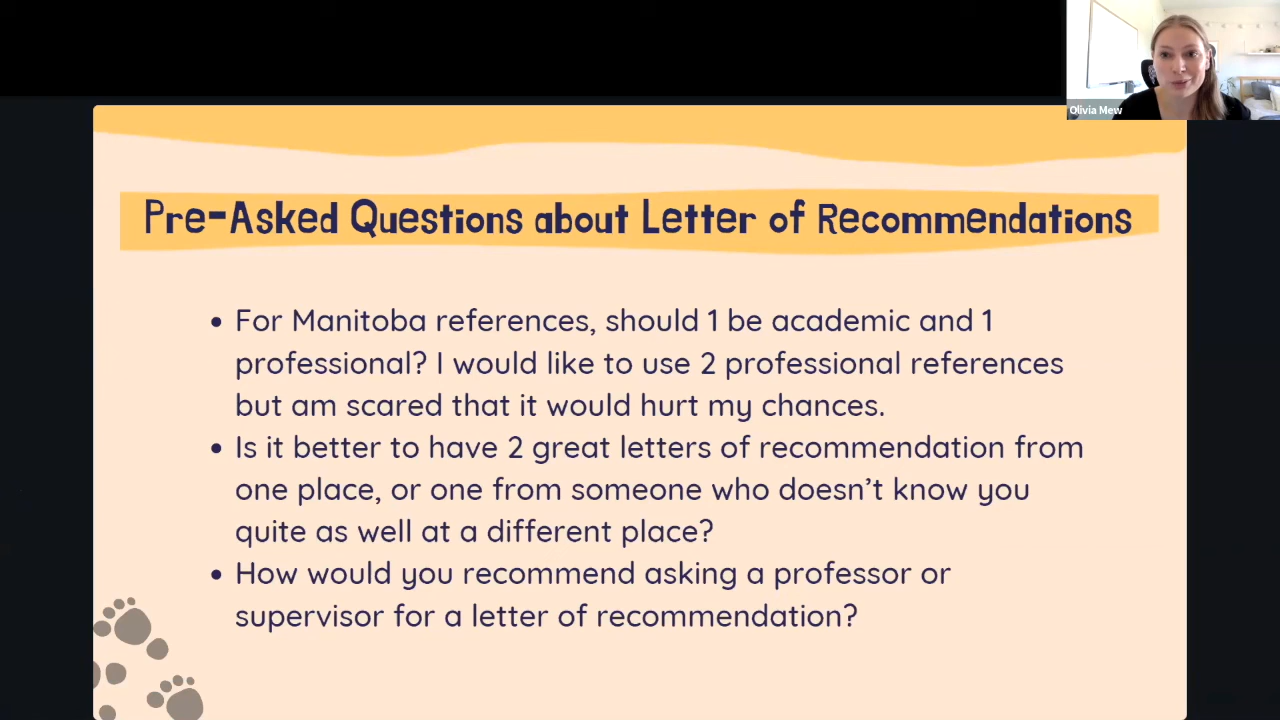 Olivia Mew
Pre-Asked Questions about Letter of Recommendations
• For Manitoba references, should 1 be academic and 1
professional? I would like to use 2 professional references
but am scared that it would hurt my chances.
• Is it better to have 2 great letters of recommendation from
one place, or one from someone who doesn’t know you
quite as well at a different place?
• How would you recommend asking a professor or
supervisor for a letter of recommendation?